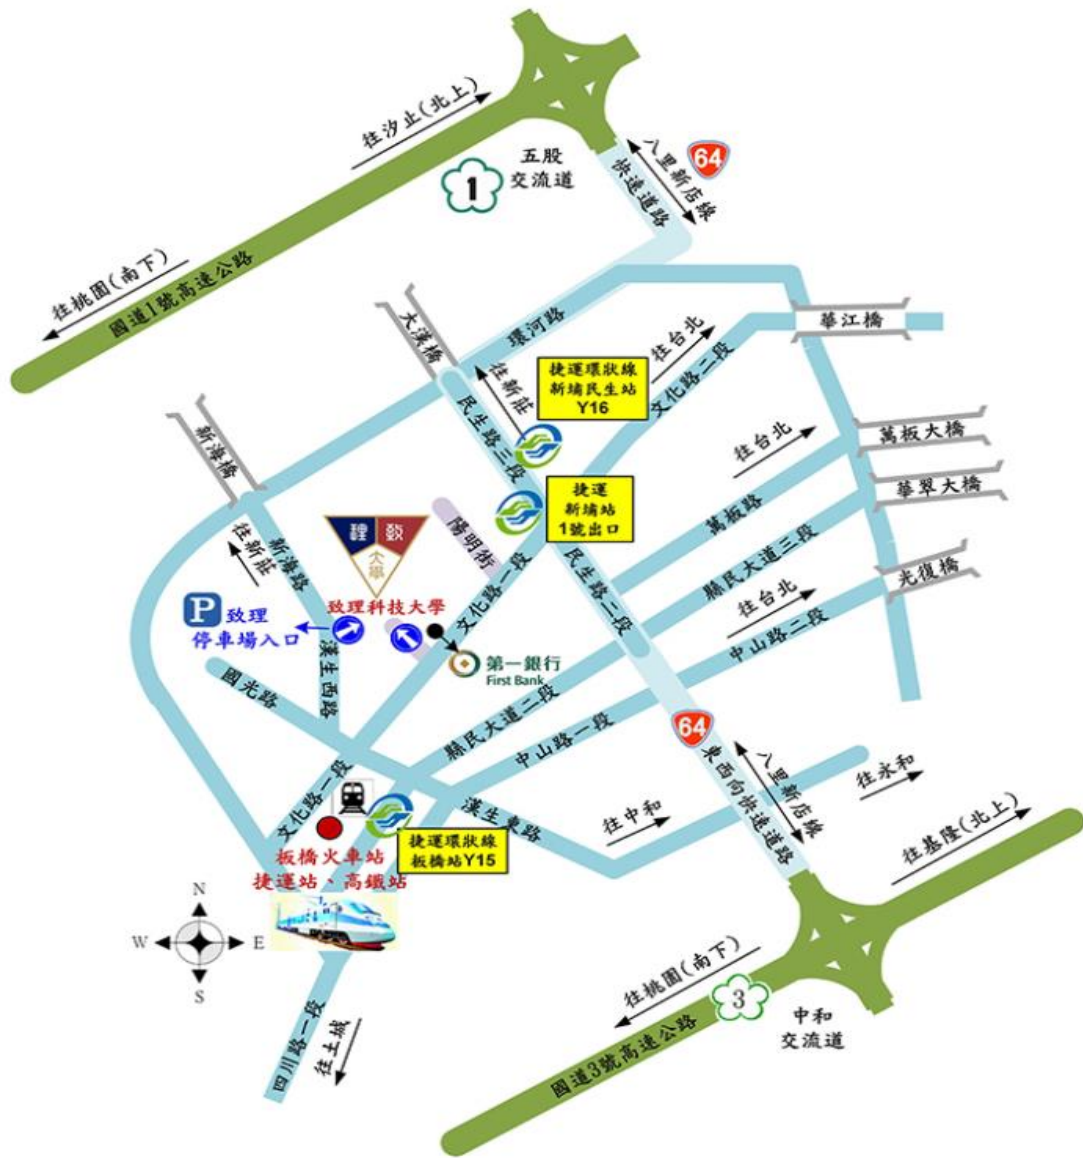 往汐止(北上)
五股
交流道
1
64
八里新店線
快速道路
往桃園(南下)
國道1號高速公路
大漢橋
環河路
往台北
華江橋
往新莊
捷運環狀線
新埔民生站
Y16
文化路二段
民生路三段
新海橋
往台北
萬板大橋
捷運
新埔站
1號出口
華翠大橋
萬板路
陽明街
往新莊
新海路
理
致
大學
縣民大道三段
光復橋
民生路二段
往台北
文化路一段
致理科技大學
P
致理
停車場入口
中山路二段
漢生西路
第一銀行
First Bank
國光路
縣民大道二段
中山路一段
64
東西向快速道路
八里新店線
文化路一段
漢生東路
往中和
往永和
捷運環狀線
板橋站Y15
板橋火車站
捷運站、高鐵站
往基隆(北上)
N
W
E
S
往桃園(南下)
3
中和
交流道
國道3號高速公路
四川路一段
往土城